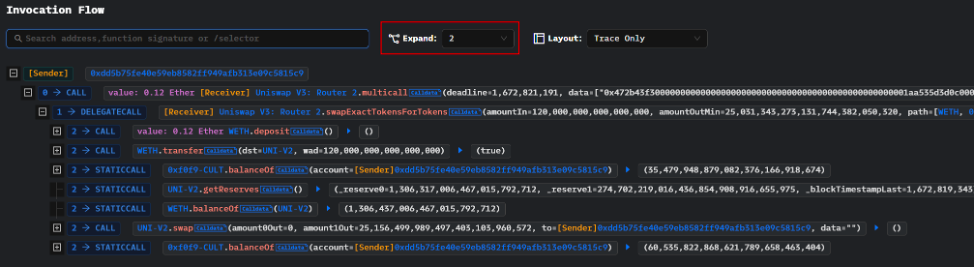 Invocation Flow
Search address,function signature or /selector Expand: 2 Layout: Trace Only
[Sender] 0xdd5b75fe40e59eb8582ff949afb313e09c5815c9
0 → CALL value: 0.12 Ether [Receiver] Uniswap V3: Router 2.multicall Calldata (deadline=1,672,821,191, data=["0x472b43f3000000000000000000000000000000000000000000000000001aa535d3d0c000
1 → DELEGATECALL [Receiver] Uniswap V3: Router 2.swapExactTokensForTokens Calldata (amountIn=120,000,000,000,000,000, amountOutMin=25,031,343,273,131,744,382,050,320, path=[WETH, 0
2 → CALL value: 0.12 Ether WETH.deposit Calldata () ()
2 → CALL WETH.transfer Calldata (dst=UNI-V2, wad=120,000,000,000,000,000) (true)
2 → STATICCALL 0xf0f9-CULT.balanceOf Calldata (account=[Sender]0xdd5b75fe40e59eb8582ff949afb313e09c5815c9) (35,479,948,879,082,376,166,918,674)
2 → STATICCALL UNI-V2.getReserves Calldata () (_reserve0=1,306,317,006,467,015,792,712, _reserve1=274,702,219,016,436,854,908,916,655,975, _blockTimestampLast=1,672,819,343
2 → STATICCALL WETH.balanceOf Calldata (UNI-V2) (1,306,437,006,467,015,792,712)
2 → CALL UNI-V2.swap Calldata (amount0Out=0, amount1Out=25,156,499,989,497,403,103,960,572, to=[Sender]0xdd5b75fe40e59eb8582ff949afb313e09c5815c9, data="") ()
2 → STATICCALL 0xf0f9-CULT.balanceOf Calldata (account=[Sender]0xdd5b75fe40e59eb8582ff949afb313e09c5815c9) (60,535,822,868,621,789,658,463,404)